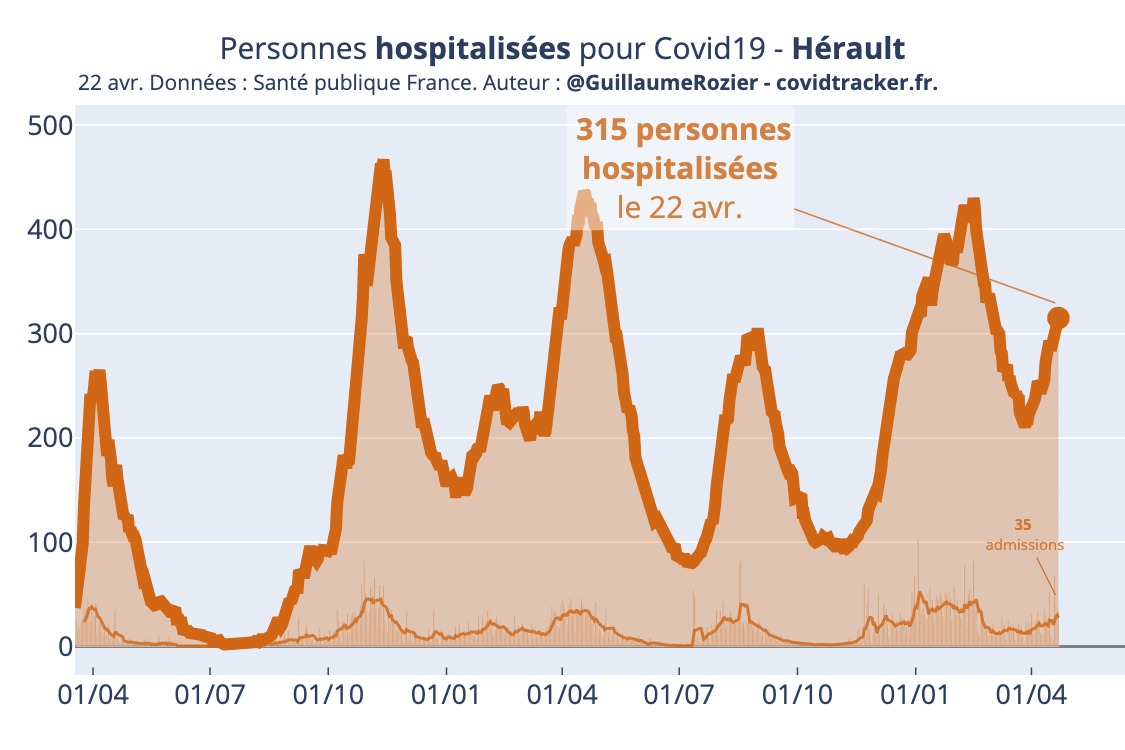 Personnes hospitalisées pour Covid19 - Hérault
22 avr. Données : Santé publique France. Auteur : @GuillaumeRozier - covidtracker.fr.
500
315 personnes
hospitalisées
le 22 avr.
400
300
200
100
35
admissions
0
01/04 01/07 01/10 01/01 01/04 01/07 01/10 01/01 01/04